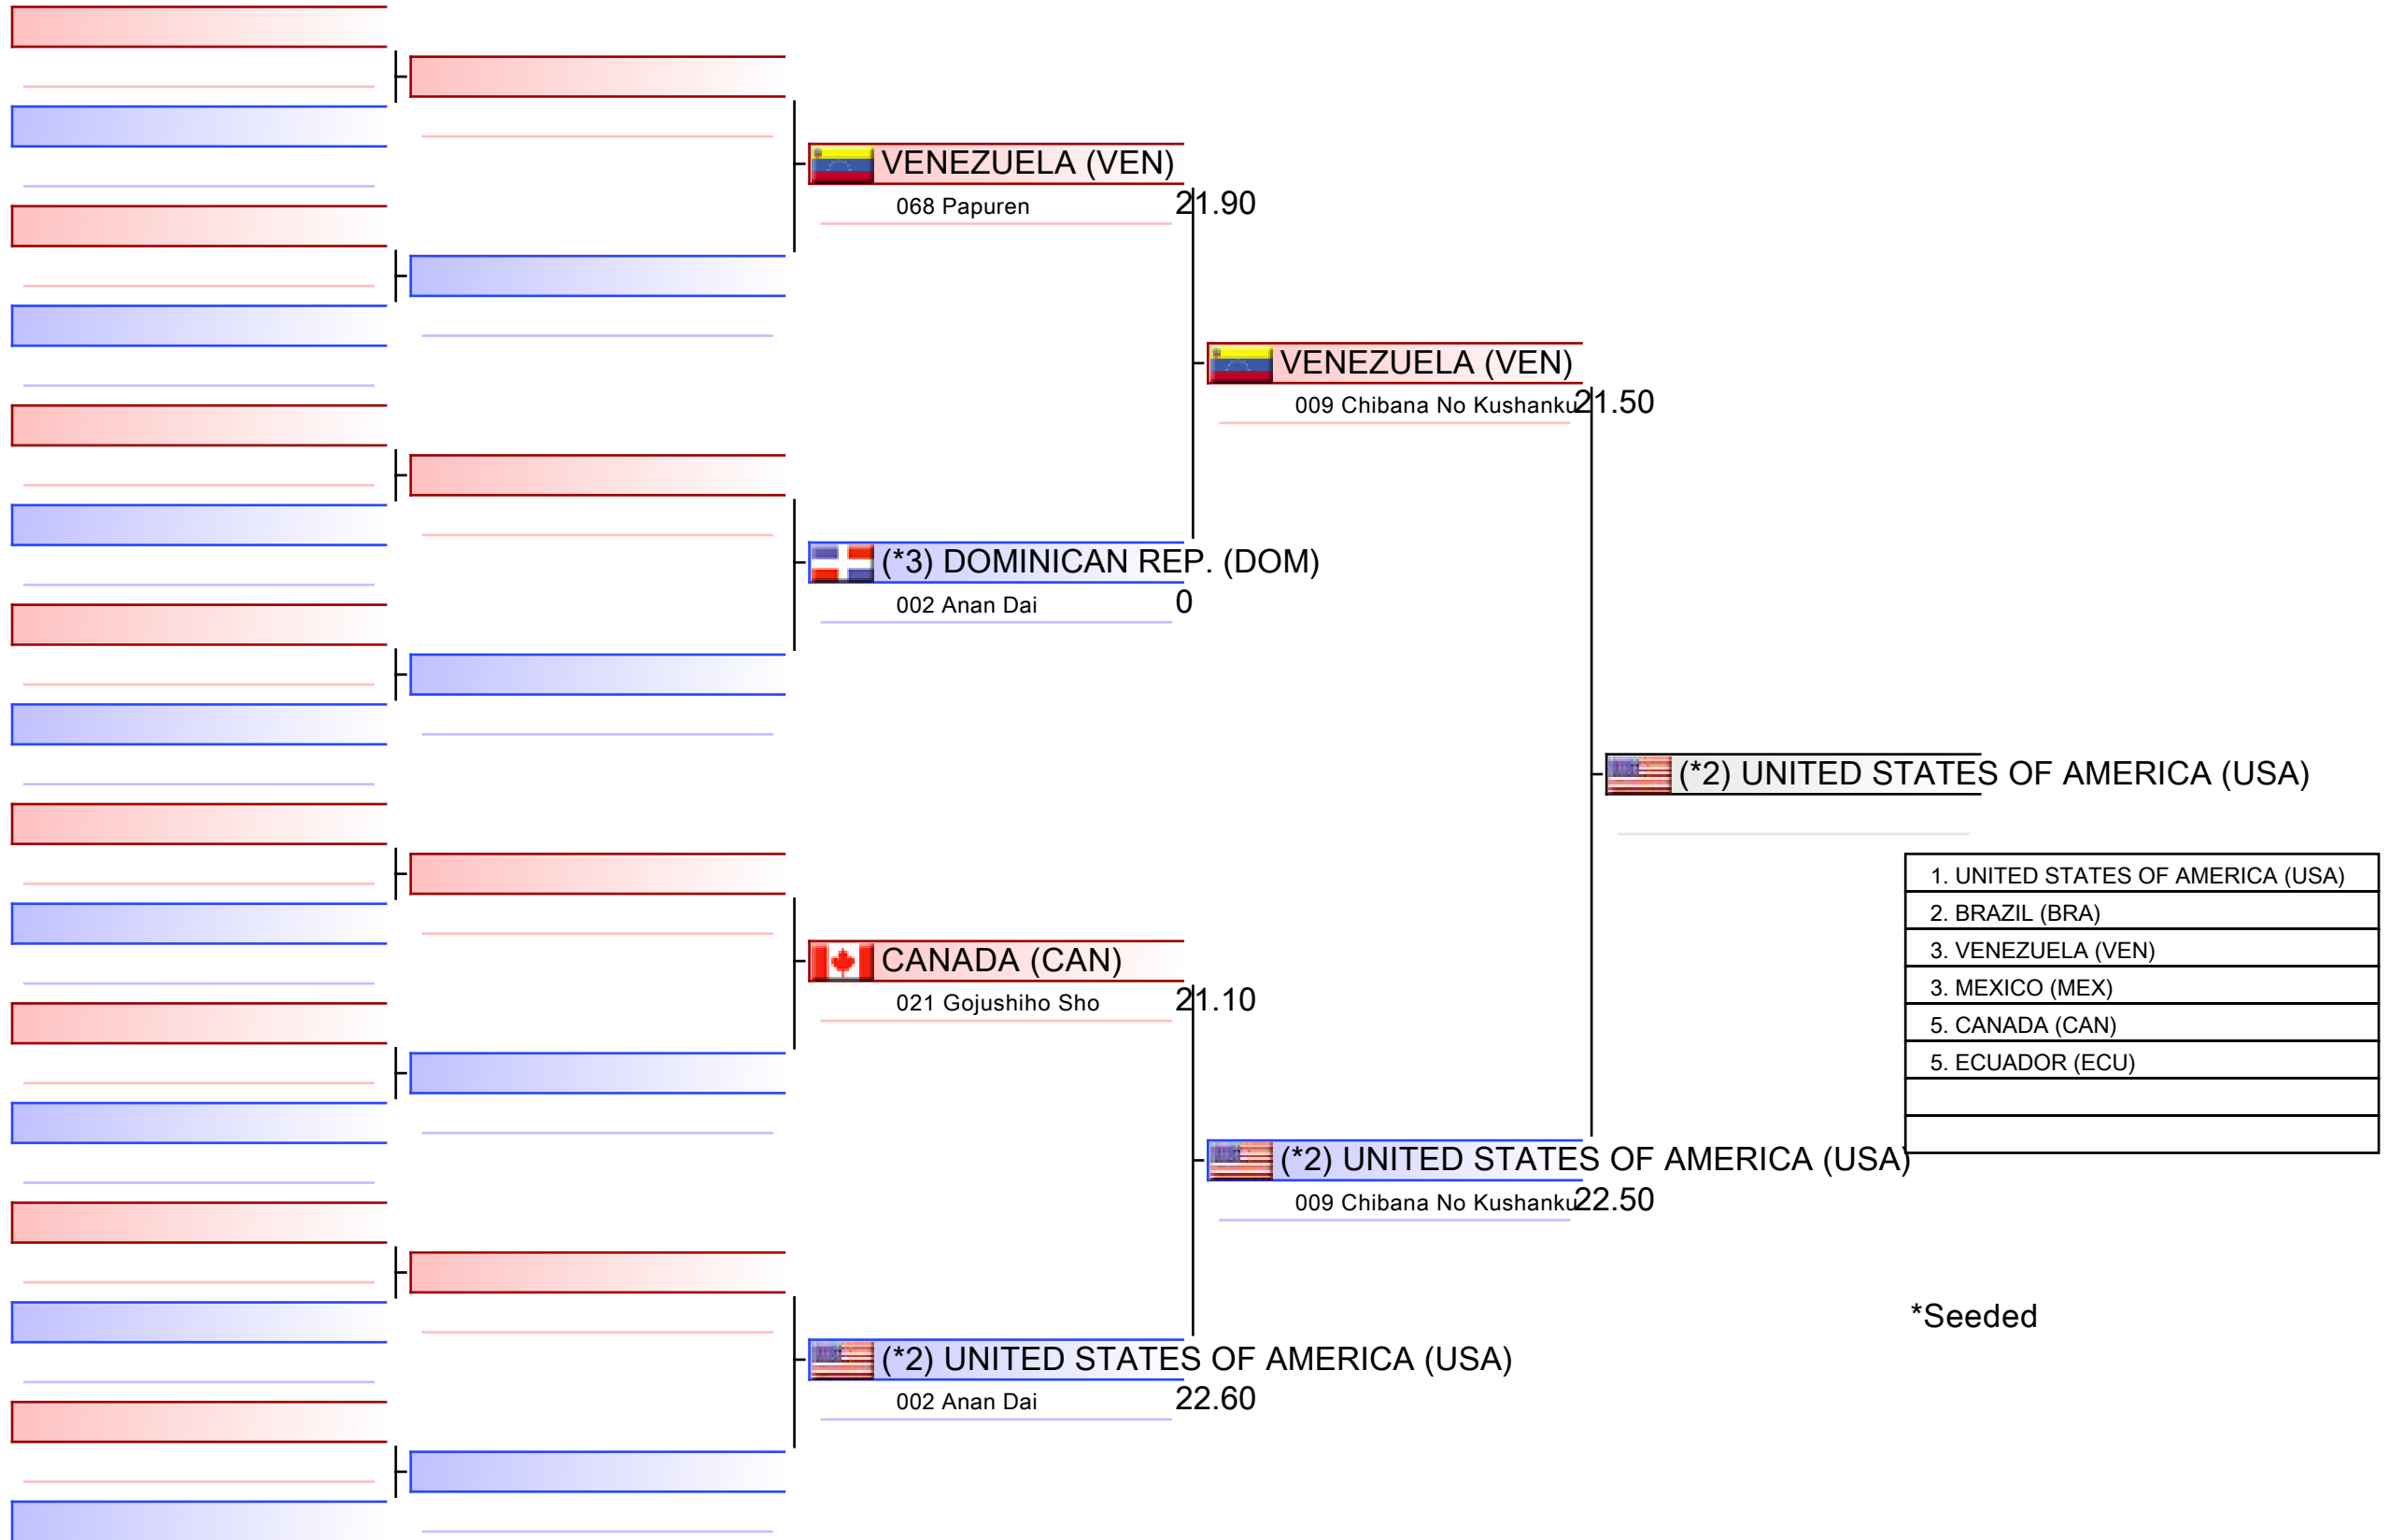 VENEZUELA (VEN)
068 Papuren 21.90
VENEZUELA (VEN)
009 Chibana No Kushanku 21.50
(*3) DOMINICAN REP. (DOM)
002 Anan Dai 0
(*2) UNITED STATES OF AMERICA (USA)
1. UNITED STATES OF AMERICA (USA)
2. BRAZIL (BRA)
3. VENEZUELA (VEN)
3. MEXICO (MEX)
5. CANADA (CAN)
5. ECUADOR (ECU)
CANADA (CAN)
021 Gojushiho Sho 21.10
(*2) UNITED STATES OF AMERICA (USA)
009 Chibana No Kushanku 22.50
*Seeded
(*2) UNITED STATES OF AMERICA (USA)
002 Anan Dai 22.60